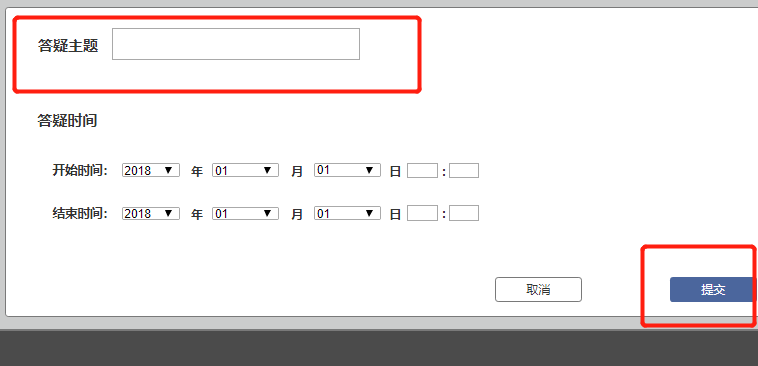 答疑主题
答疑时间
开始时间: 2018 年 01 月 01 日 :
结束时间: 2018 年 01 月 01 日 :
取消 提交